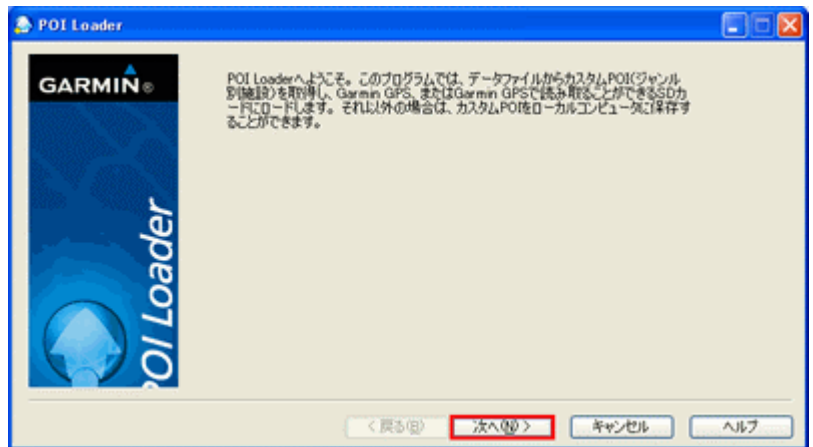 POI Loader
GARMIN®
POI Loader
POI Loaderへようこそ。このプログラムでは、データファイルからカスタムPOI(ジャンル
別施設)を取得し、Garmin GPS、またはGarmin GPSで読み取ることができるSDカ
ードにロードします。それ以外の場合は、カスタムPOIをローカルコンピュータに保存す
ることができます。
< 戻る(B)
次へ(N) >
キャンセル
ヘルプ